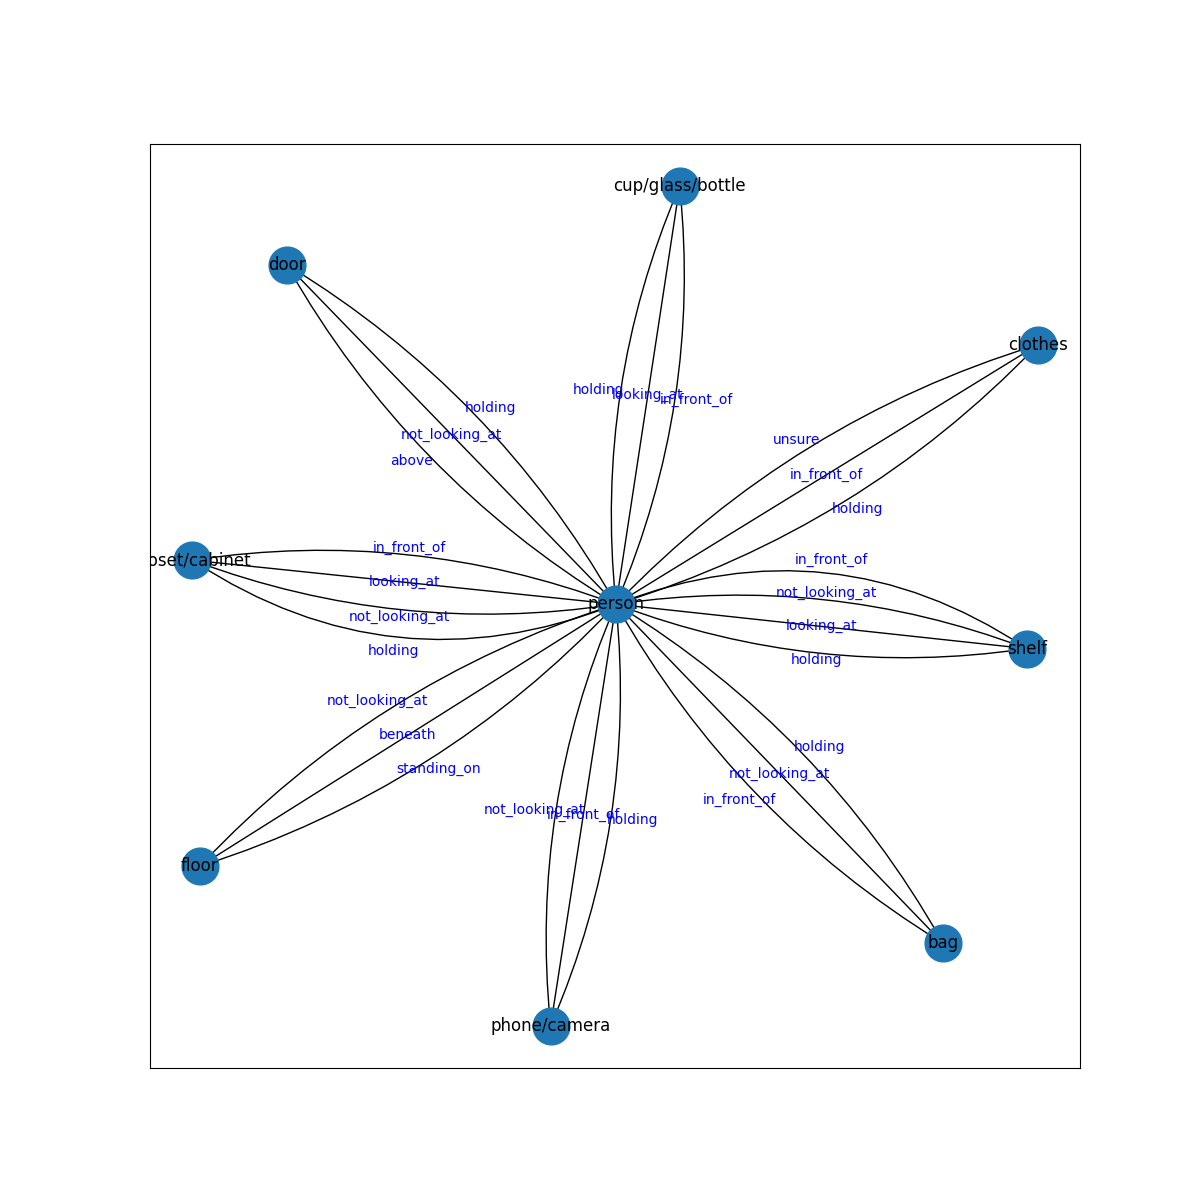 cup/glass/bottle
door
clothes
holding
looking_at
in_front_of
holding
not_looking_at
above
unsure
in_front_of
holding
oset/cabinet
in_front_of
looking_at
not_looking_at
holding
in_front_of
not_looking_at
looking_at
holding
person
shelf
not_looking_at
beneath
standing_on
holding
not_looking_at
in_front_of
not_looking_at
in_front_of
holding
floor
bag
phone/camera